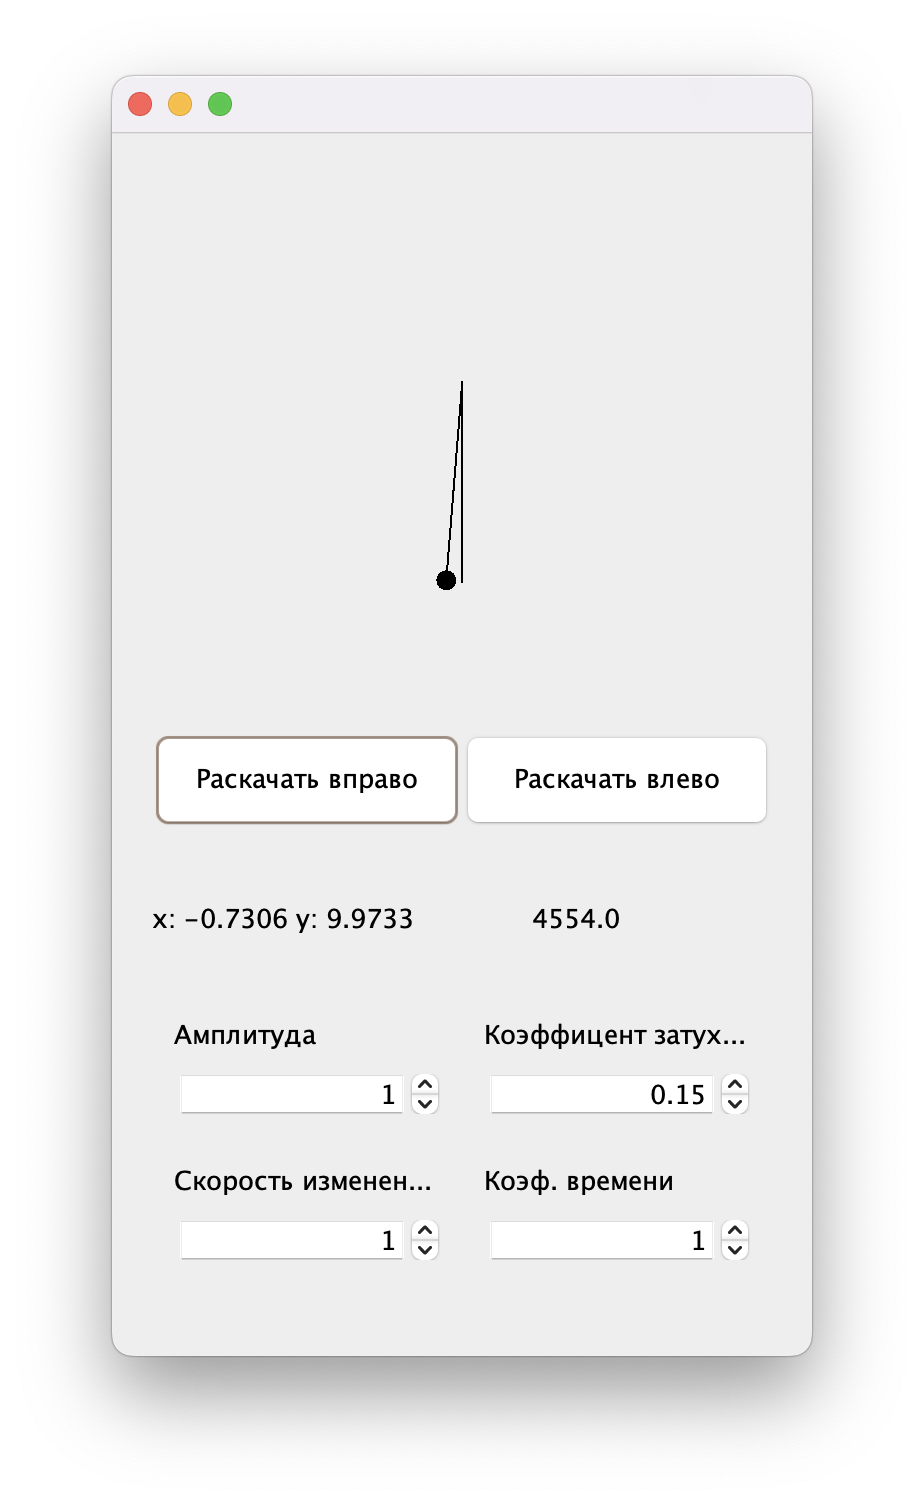 Раскачать вправо Раскачать влево
x: -0.7306 y: 9.9733 4554.0
Амплитуда Коэффицент затух...
1 0.15
Скорость изменен... Коэф. времени
1 1